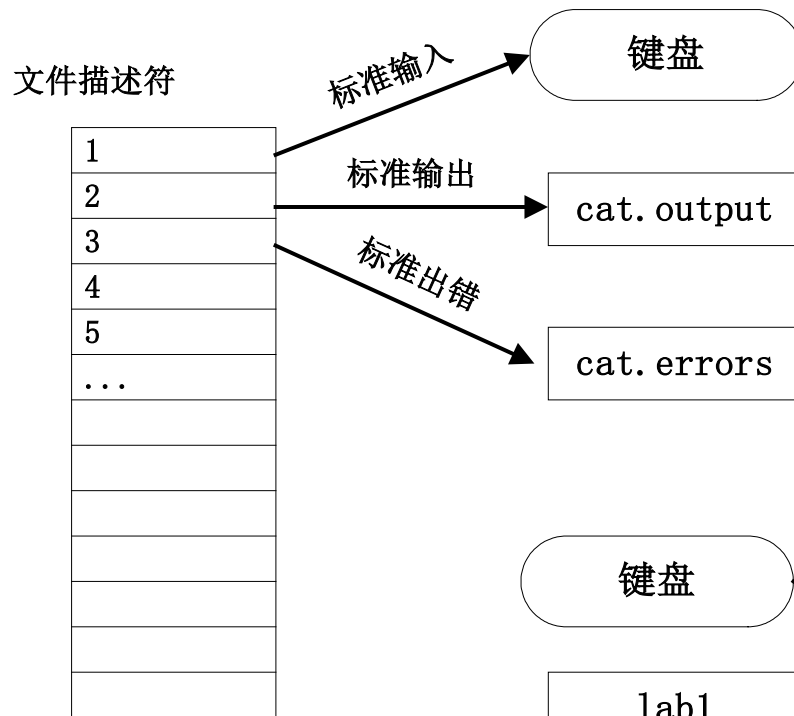 文件描述符
1
2
3
4
5
...
标准输入
标准输出
标准出错
键盘
cat.output
cat.errors
键盘
lab1